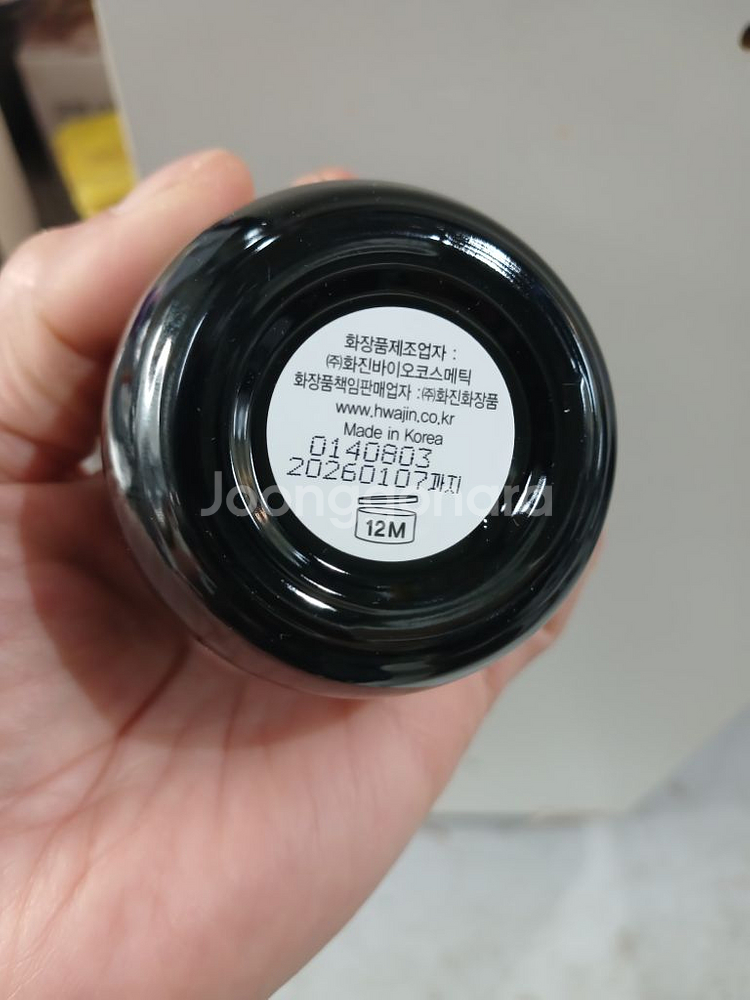 화장품제조업자 :
㈜화진바이오코스메틱
화장품책임판매업자 : ㈜화진화장품
www.hwajin.co.kr
Made in Korea
0140803
20260107까지
Joonggonara
12M